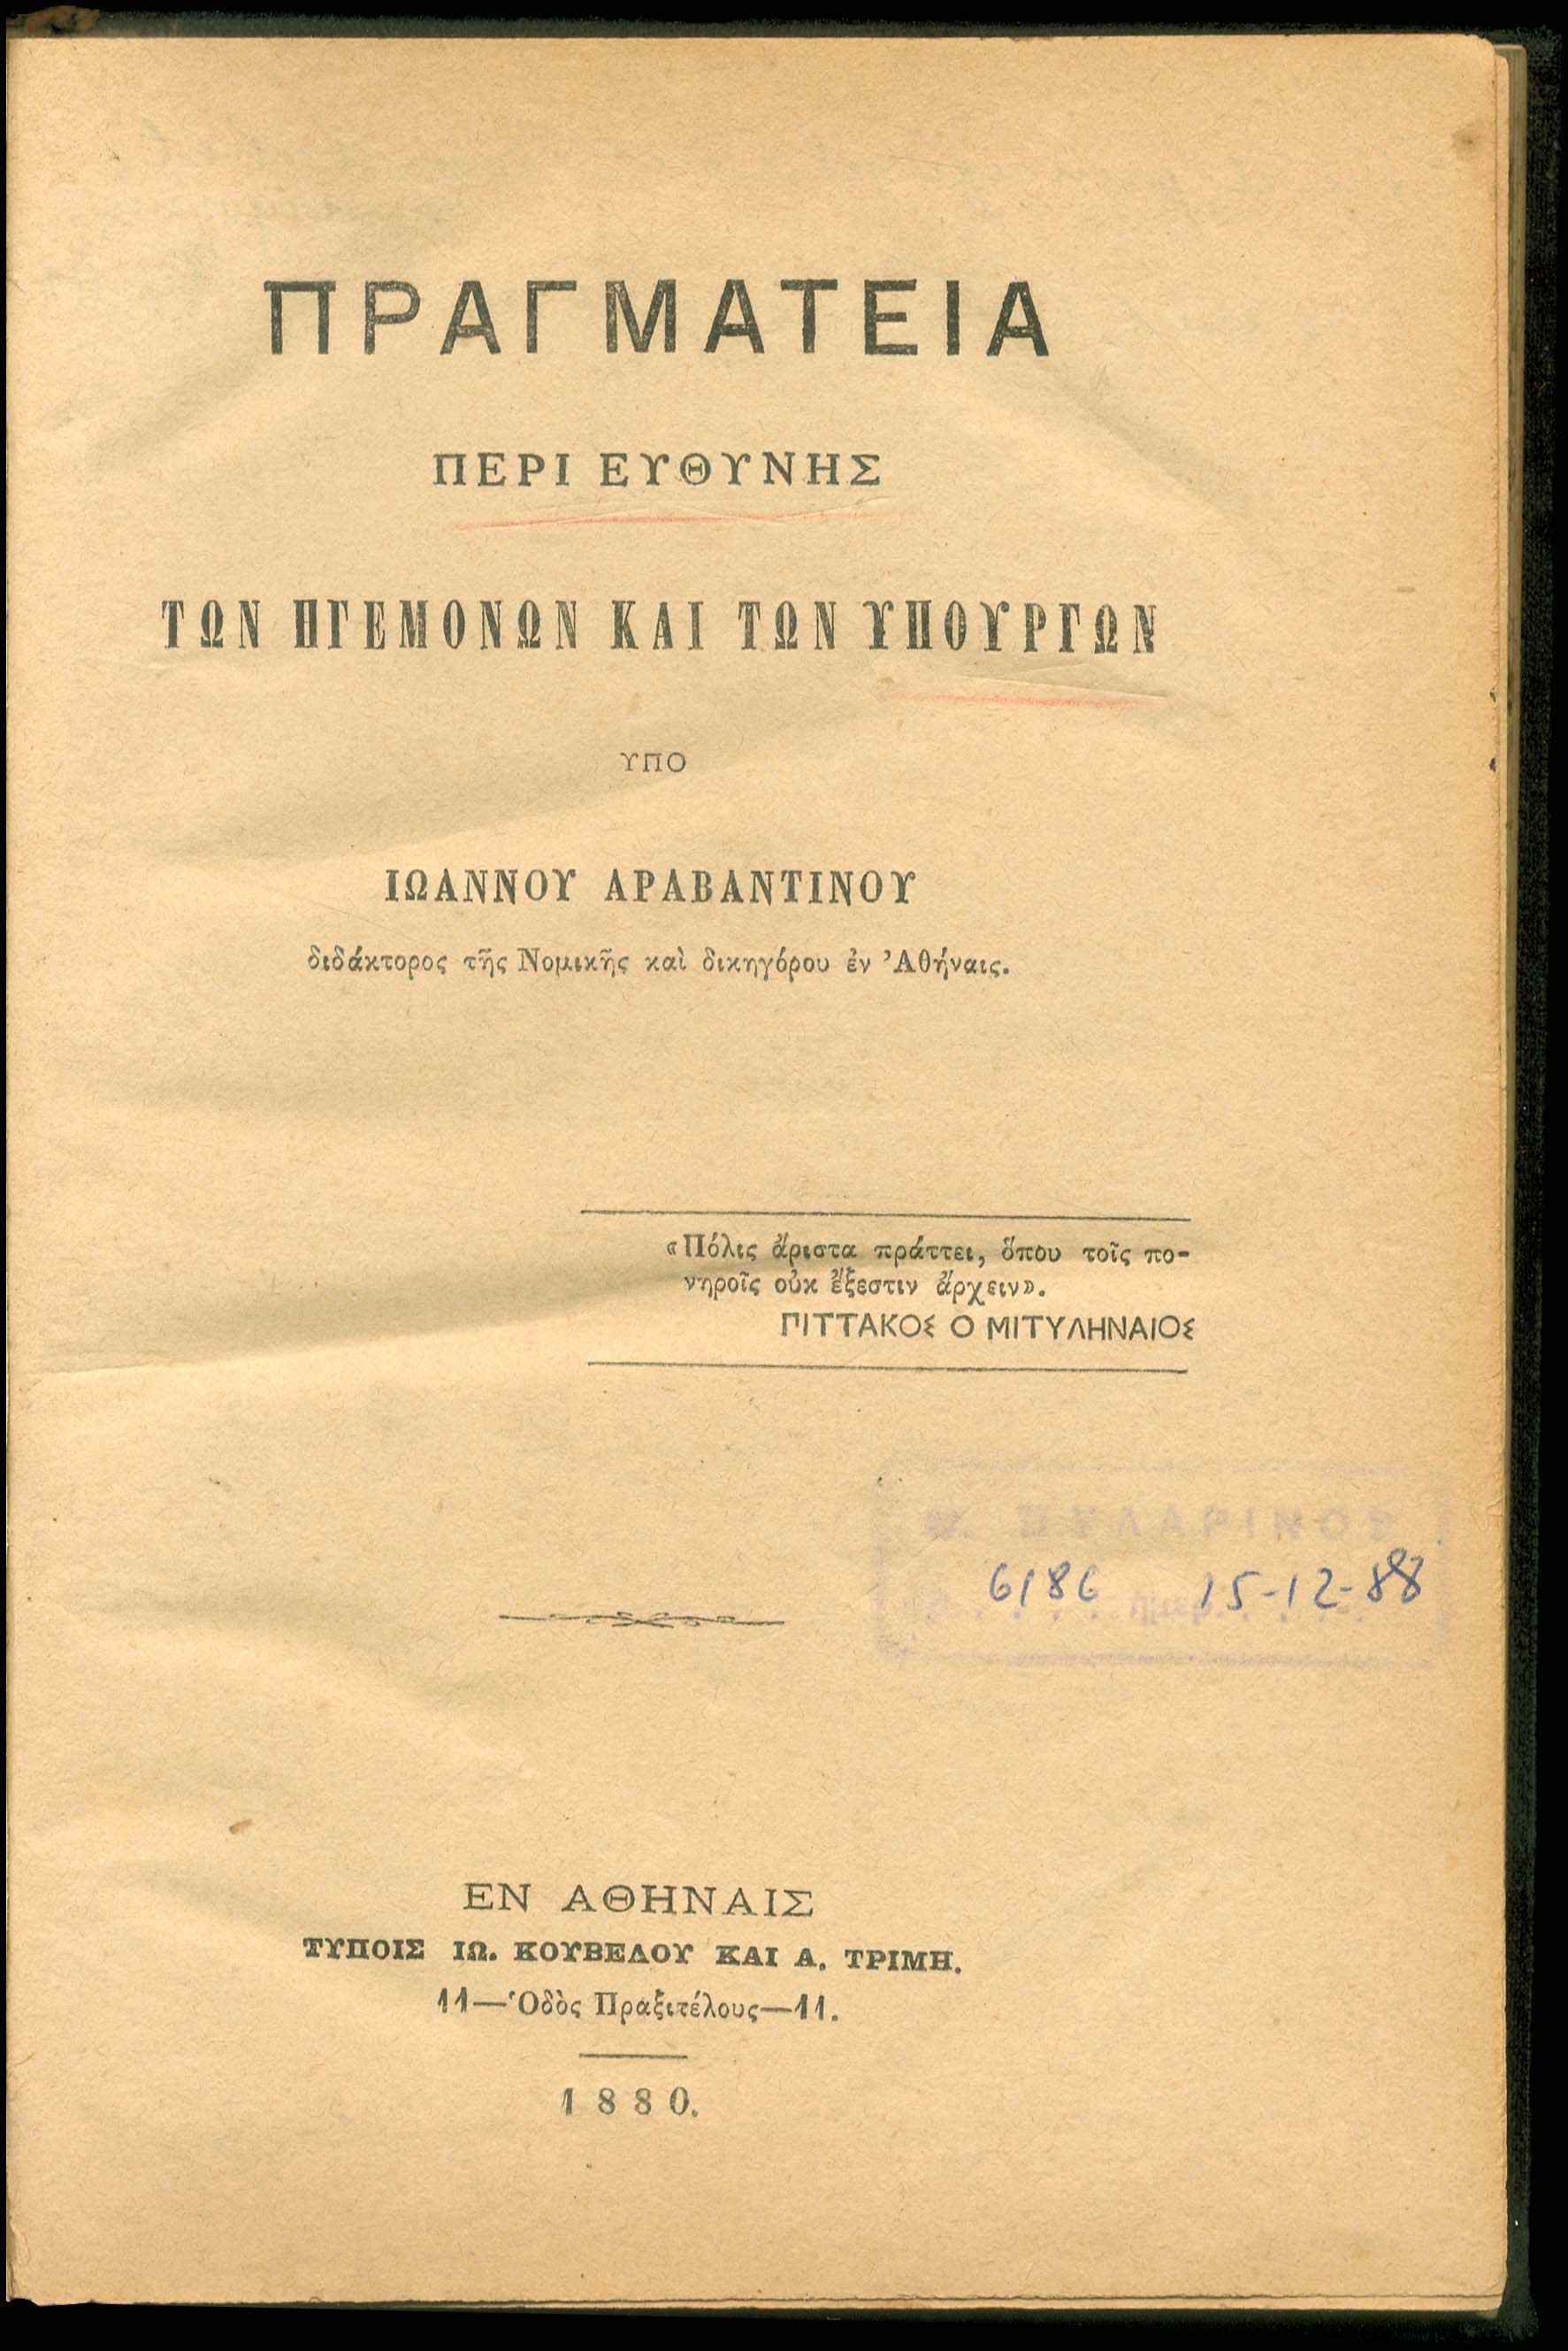 ΠΡΑΓΜΑΤΕΙΑ
ΠΕΡΙ ΕΥΘΥΝΗΣ
ΤΩΝ ΗΓΕΜΟΝΩΝ ΚΑΙ ΤΩΝ ΥΠΟΥΡΓΩΝ
ΥΠΟ
ΙΩΑΝΝΟΥ ΑΡΑΒΑΝΤΙΝΟΥ
διδάκτορος τῆς Νομικῆς καὶ δικηγόρου ἐν Ἀθήναις.
«Πόλις ἄριστα πράττει, ὅπου τοῖς πο-
νηροῖς οὐκ ἔξεστιν ἄρχειν».
ΠΙΤΤΑΚΟΣ Ο ΜΙΤΥΛΗΝΑΙΟΣ
ΠΥΛΑΡΙΝΟΣ
6186 15-12-88
ΕΝ ΑΘΗΝΑΙΣ
ΤΥΠΟΙΣ ΙΩ. ΚΟΥΒΕΛΟΥ ΚΑΙ Α. ΤΡΙΜΗ.
11—Ὁδὸς Πραξιτέλους—11.
1880.